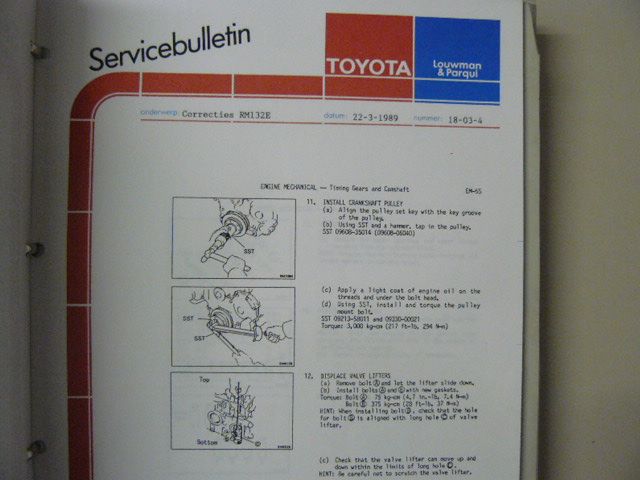 Servicebulletin
TOYOTA
Louwman
& Parqui
onderwerp: Correcties RM132E
datum: 22-3-1989
nummer: 18-03-4
ENGINE MECHANICAL — Timing Gears and Camshaft
EM-65
11. INSTALL CRANKSHAFT PULLEY
(a) Align the pulley set key with the key groove
of the pulley.
(b) Using SST and a hammer, tap in the pulley.
SST 09608-35014 (09608-06040)
SST
(c) Apply a light coat of engine oil on the
threads and under the bolt head.
(d) Using SST, install and torque the pulley
mount bolt.
SST 09213-58011 and 09330-00021
Torque: 3,000 kg-cm (217 ft-lb, 294 N-m)
SST
SST
12. DISPLACE VALVE LIFTERS
(a) Remove bolt Ⓐ and let the lifter slide down.
(b) Install bolts Ⓐ and Ⓑ with new gaskets.
Torque: Bolt Ⓐ 75 kg-cm (4.7 in.-lb, 7.4 N-m)
Bolt Ⓑ 375 kg-cm (28 ft-lb, 37 N-m)
HINT: When installing bolt Ⓑ, check that the hole
for bolt Ⓑ is aligned with long hole Ⓒ of valve
lifter.
Top
Bottom
(c) Check that the valve lifter can move up and
down within the limits of long hole Ⓒ.
HINT: Be careful not to scratch the valve lifter.